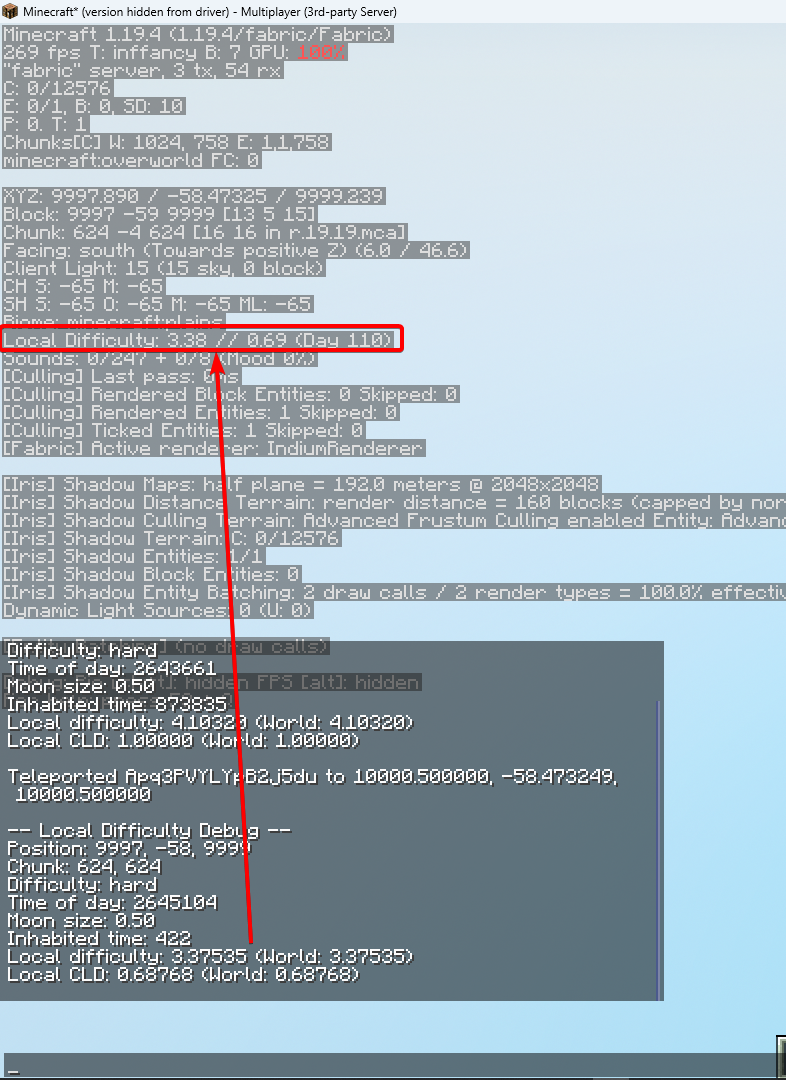 Minecraft* (version hidden from driver) - Multiplayer (3rd-party Server)
Minecraft 1.19.4 (1.19.4/fabric/Fabric)
269 fps T: inffancy B: 7 GPU: 100%
"fabric" server, 3 tx, 54 rx
C: 0/12576
E: 0/1, B: 0, SD: 10
P: 0. T: 1
Chunks[C] W: 1024, 758 E: 1,1,758
minecraft:overworld FC: 0
XYZ: 9997.890 / -58.47325 / 9999.239
Block: 9997 -59 9999 [13 5 15]
Chunk: 624 -4 624 [16 16 in r.19.19.mca]
Facing: south (Towards positive Z) (6.0 / 46.6)
Client Light: 15 (15 sky, 0 block)
CH S: -65 M: -65
SH S: -65 O: -65 M: -65 ML: -65
Biome: minecraft:plains
Local Difficulty: 3.38 // 0.69 (Day 110)
Sounds: 0/247 + 0/8 (Mood 0%)
[Culling] Last pass: 0ms
[Culling] Rendered Block Entities: 0 Skipped: 0
[Culling] Rendered Entities: 1 Skipped: 0
[Culling] Ticked Entities: 1 Skipped: 0
[Fabric] Active renderer: IndiumRenderer
[Iris] Shadow Maps: half plane = 192.0 meters @ 2048x2048
[Iris] Shadow Distance Terrain: render distance = 160 blocks (capped by nor
[Iris] Shadow Culling Terrain: Advanced Frustum Culling enabled Entity: Advanc
[Iris] Shadow Terrain: C: 0/12576
[Iris] Shadow Entities: 1/1
[Iris] Shadow Block Entities: 0
[Iris] Shadow Entity Batching: 2 draw calls / 2 render types = 100.0% effectiv
Dynamic Light Sources: 0 (U: 0)
(no draw calls)
Difficulty: hard
Time of day: 2643661
hidden FPS [alt]: hidden
Moon size: 0.50
Inhabited time: 873835
Local difficulty: 4.10320 (World: 4.10320)
Local CLD: 1.00000 (World: 1.00000)
Teleported Apq3PVYLYpB2j5du to 10000.500000, -58.473249,
10000.500000
-- Local Difficulty Debug --
Position: 9997, -58, 9999
Chunk: 624, 624
Difficulty: hard
Time of day: 2645104
Moon size: 0.50
Inhabited time: 422
Local difficulty: 3.37535 (World: 3.37535)
Local CLD: 0.68768 (World: 0.68768)
_